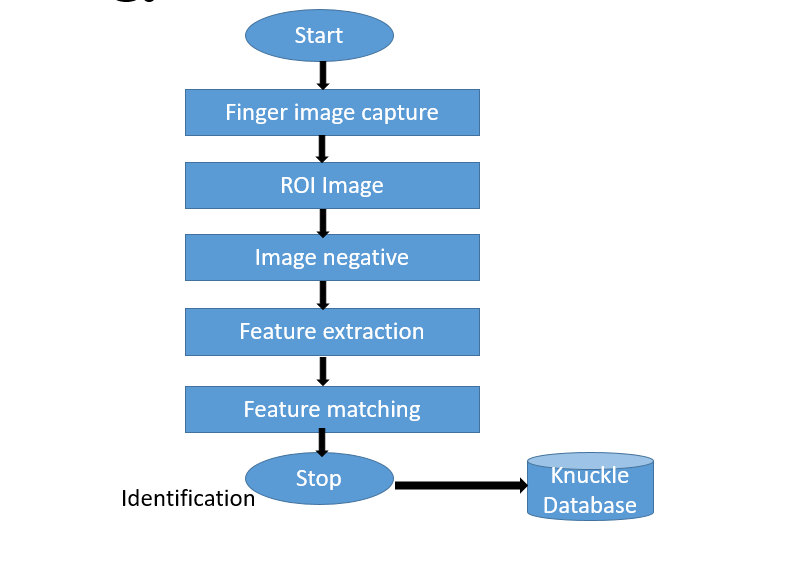 Start
Finger image capture
ROI Image
Image negative
Feature extraction
Feature matching
Stop
Identification
Knuckle
Database